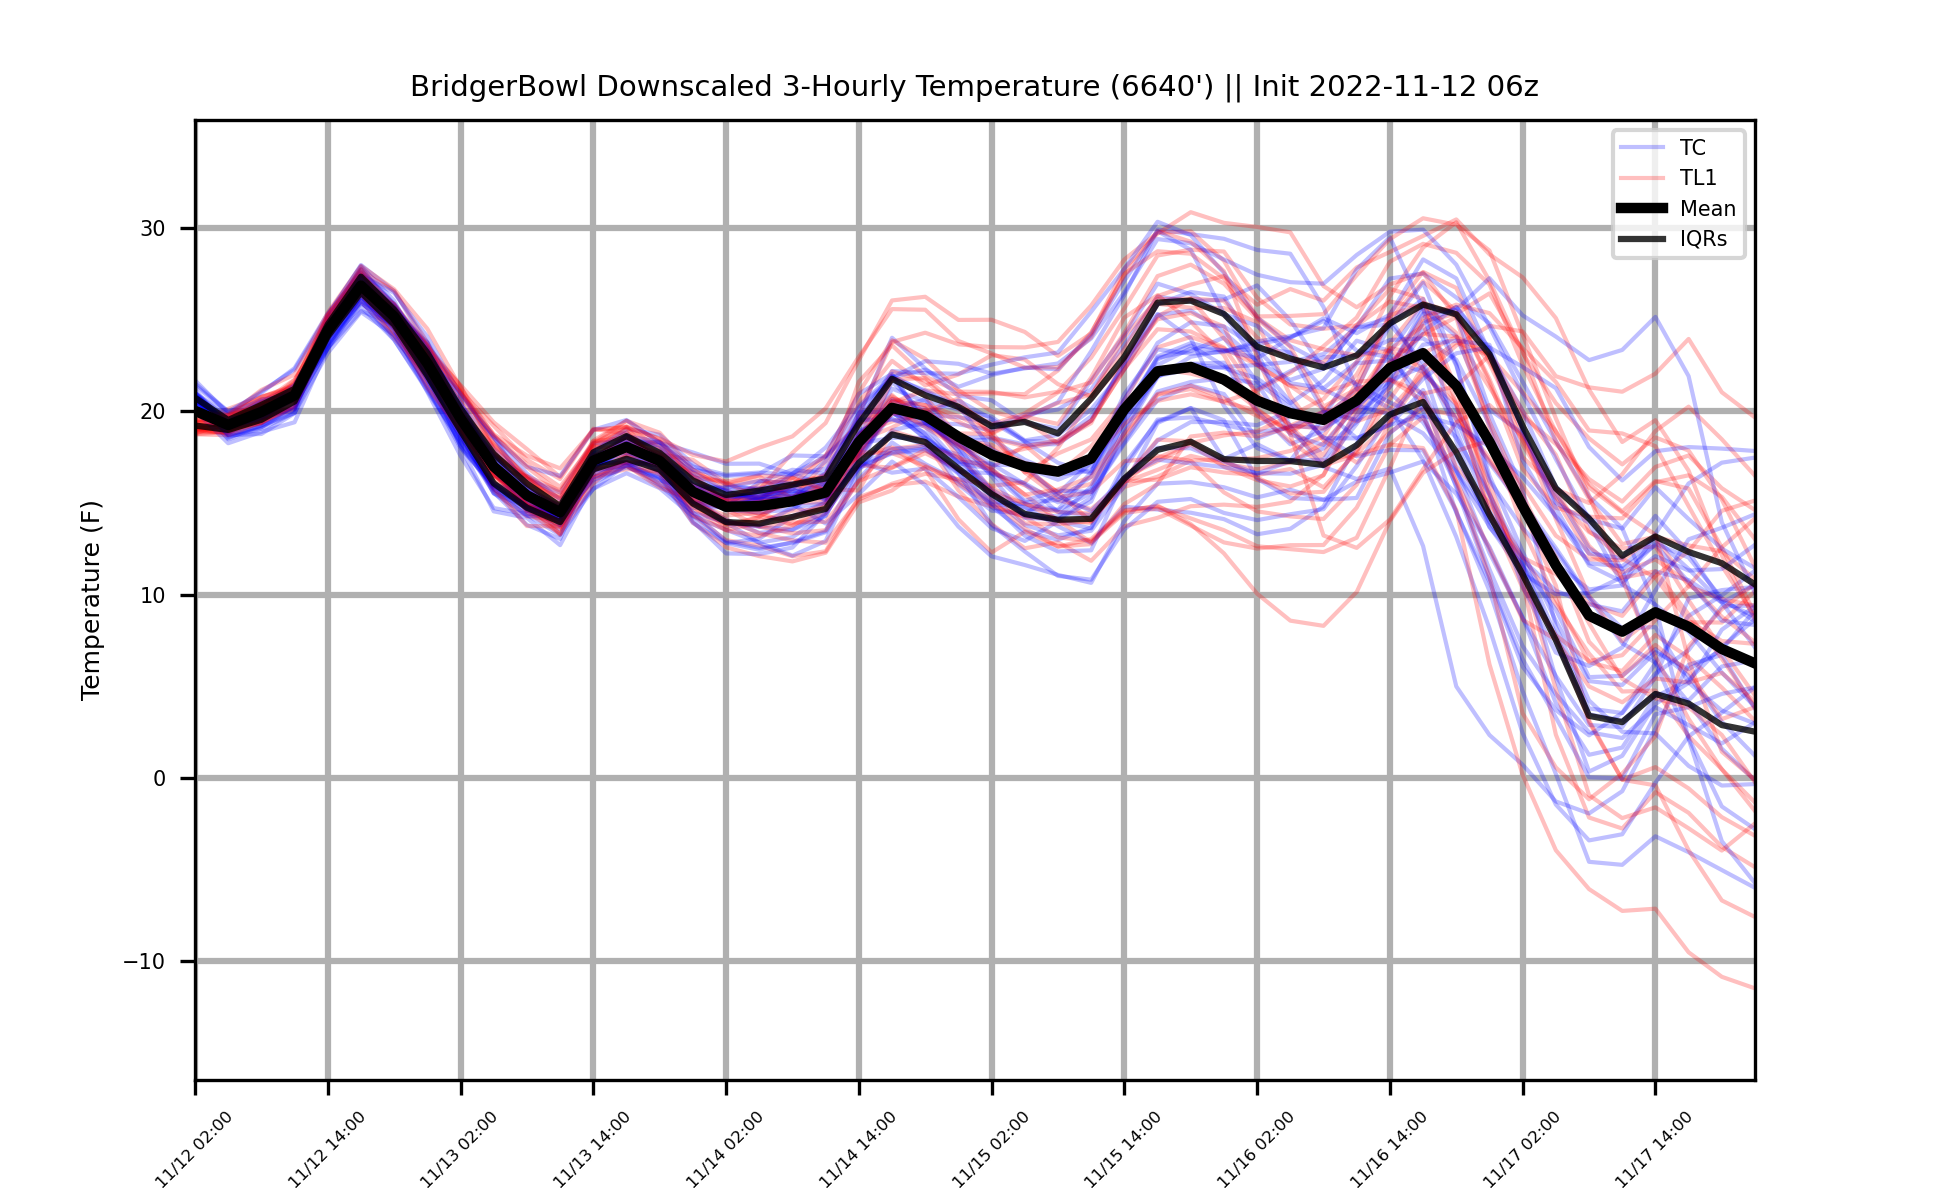 BridgerBowl Downscaled 3-Hourly Temperature (6640') || Init 2022-11-12 06z
TC
TL1
Mean
IQRs
Temperature (F)
30
20
10
0
−10
11/12 02:00
11/12 14:00
11/13 02:00
11/13 14:00
11/14 02:00
11/14 14:00
11/15 02:00
11/15 14:00
11/16 02:00
11/16 14:00
11/17 02:00
11/17 14:00